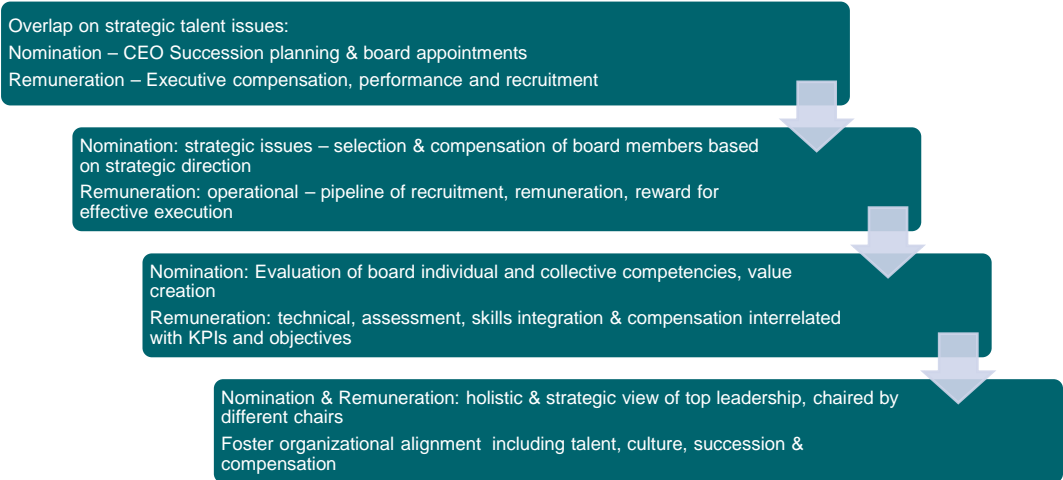 Overlap on strategic talent issues:
Nomination – CEO Succession planning & board appointments
Remuneration – Executive compensation, performance and recruitment
Nomination: strategic issues – selection & compensation of board members based
on strategic direction
Remuneration: operational – pipeline of recruitment, remuneration, reward for
effective execution
Nomination: Evaluation of board individual and collective competencies, value
creation
Remuneration: technical, assessment, skills integration & compensation interrelated
with KPIs and objectives
Nomination & Remuneration: holistic & strategic view of top leadership, chaired by
different chairs
Foster organizational alignment including talent, culture, succession &
compensation